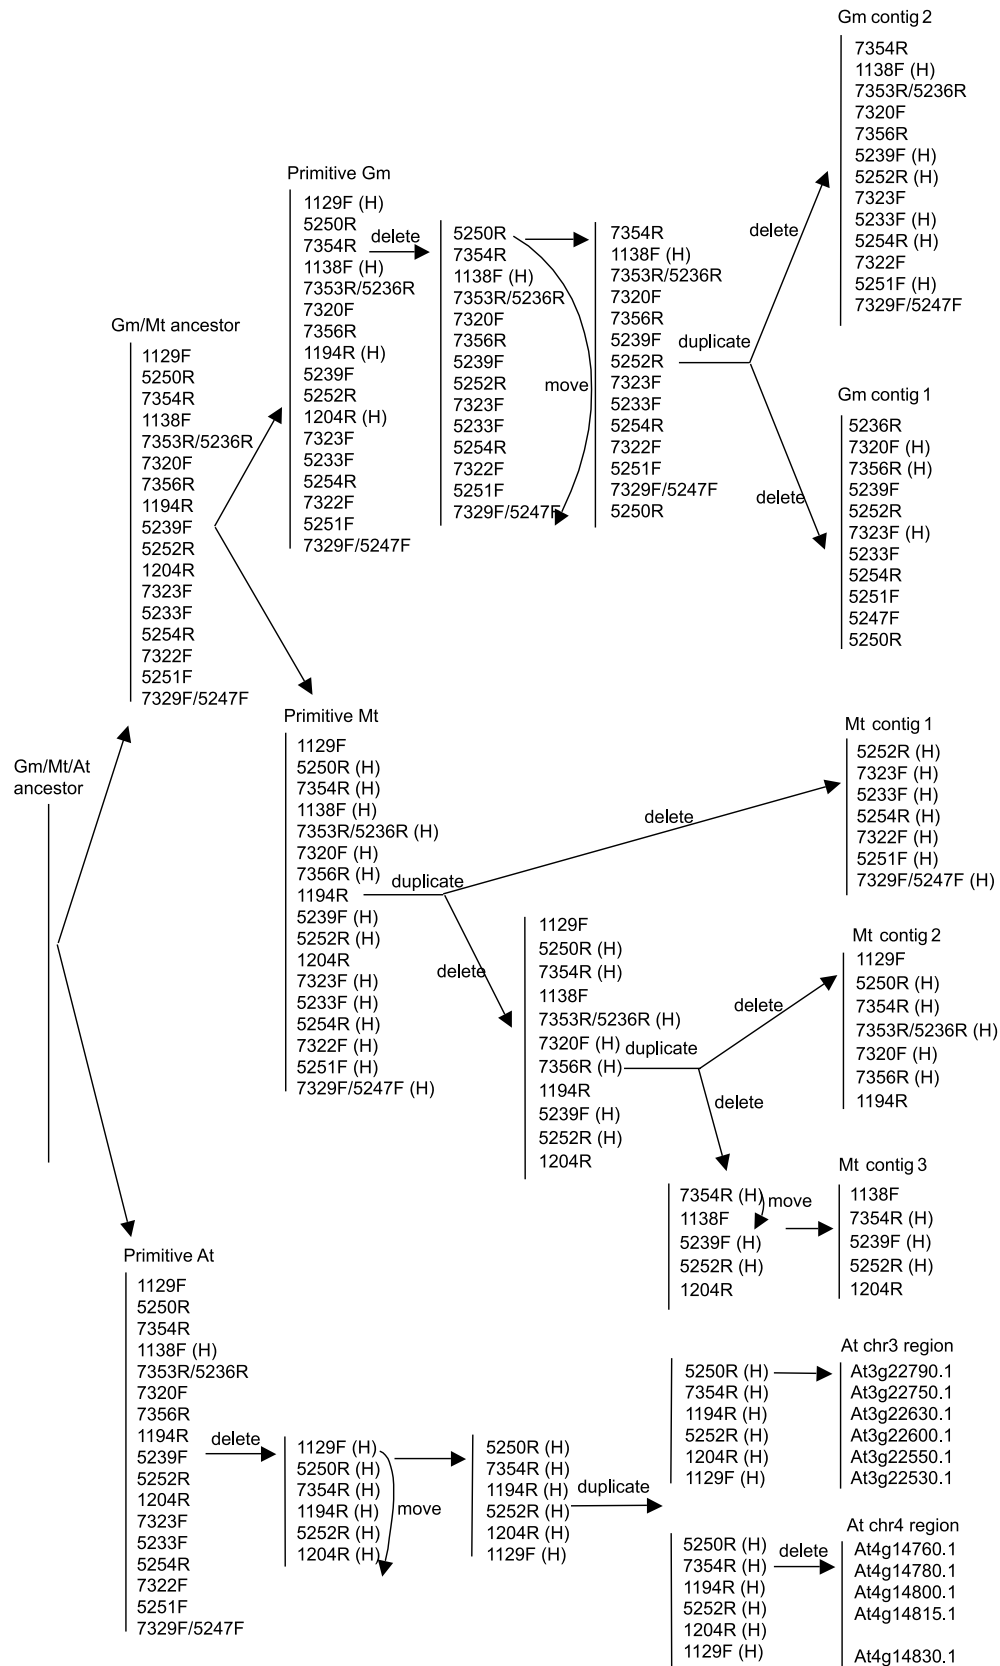 Gm/Mt/At
ancestor
Gm/Mt ancestor
1129F
5250R
7354R
1138F
7353R/5236R
7320F
7356R
1194R
5239F
5252R
1204R
7323F
5233F
5254R
7322F
5251F
7329F/5247F
Primitive Gm
1129F (H)
5250R
7354R
1138F (H)
7353R/5236R
7320F
7356R
1194R (H)
5239F
5252R
1204R (H)
7323F
5233F
5254R
7322F
5251F
7329F/5247F
delete
5250R
7354R
1138F (H)
7353R/5236R
7320F
7356R
5239F
5252R
7323F
5233F
5254R
7322F
5251F
7329F/5247F
move
7354R
1138F (H)
7353R/5236R
7320F
7356R
5239F
5252R
7323F
5233F
5254R
7322F
5251F
7329F/5247F
5250R
duplicate
delete
delete
Gm contig 2
7354R
1138F (H)
7353R/5236R
7320F
7356R
5239F (H)
5252R (H)
7323F
5233F (H)
5254R (H)
7322F
5251F (H)
7329F/5247F
Gm contig 1
5236R
7320F (H)
7356R (H)
5239F
5252R
7323F (H)
5233F
5254R
5251F
5247F
5250R
Primitive Mt
1129F
5250R (H)
7354R (H)
1138F (H)
7353R/5236R (H)
7320F (H)
7356R (H)
1194R
5239F (H)
5252R (H)
1204R
7323F (H)
5233F (H)
5254R (H)
7322F (H)
5251F (H)
7329F/5247F (H)
duplicate
delete
delete
Mt contig 1
5252R (H)
7323F (H)
5233F (H)
5254R (H)
7322F (H)
5251F (H)
7329F/5247F (H)
1129F
5250R (H)
7354R (H)
1138F
7353R/5236R (H)
7320F (H)
7356R (H)
1194R
5239F (H)
5252R (H)
1204R
duplicate
delete
delete
Mt contig 2
1129F
5250R (H)
7354R (H)
7353R/5236R (H)
7320F (H)
7356R (H)
1194R
7354R (H)
1138F
5239F (H)
5252R (H)
1204R
move
Mt contig 3
1138F
7354R (H)
5239F (H)
5252R (H)
1204R
Primitive At
1129F
5250R
7354R
1138F (H)
7353R/5236R
7320F
7356R
1194R
5239F
5252R
1204R
7323F
5233F
5254R
7322F
5251F
7329F/5247F
delete
1129F (H)
5250R (H)
7354R (H)
1194R (H)
5252R (H)
1204R (H)
move
5250R (H)
7354R (H)
1194R (H)
5252R (H)
1204R (H)
1129F (H)
duplicate
5250R (H)
7354R (H)
1194R (H)
5252R (H)
1204R (H)
1129F (H)
At chr3 region
At3g22790.1
At3g22750.1
At3g22630.1
At3g22600.1
At3g22550.1
At3g22530.1
5250R (H)
7354R (H)
1194R (H)
5252R (H)
1204R (H)
1129F (H)
delete
At chr4 region
At4g14760.1
At4g14780.1
At4g14800.1
At4g14815.1
At4g14830.1